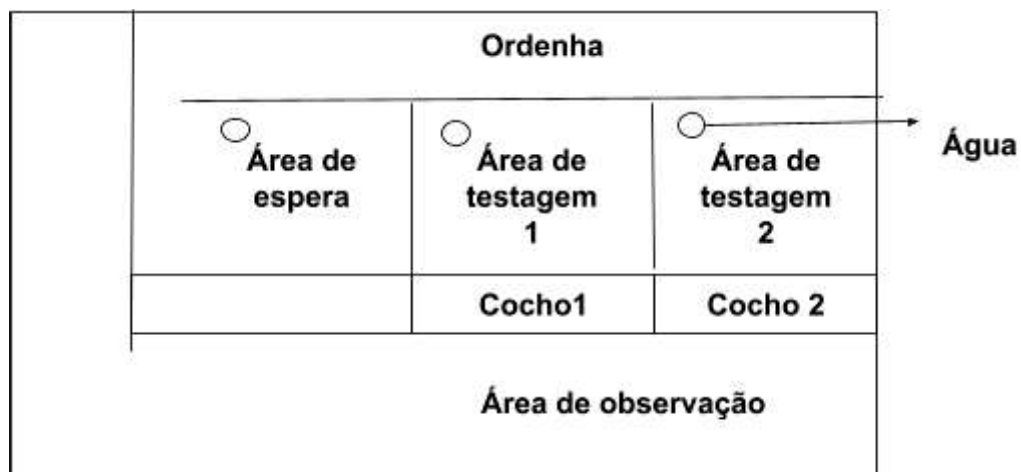 Ordenha
Água
Área de
espera
Área de
testagem
1
Área de
testagem
2
Cocho1
Cocho 2
Área de observação